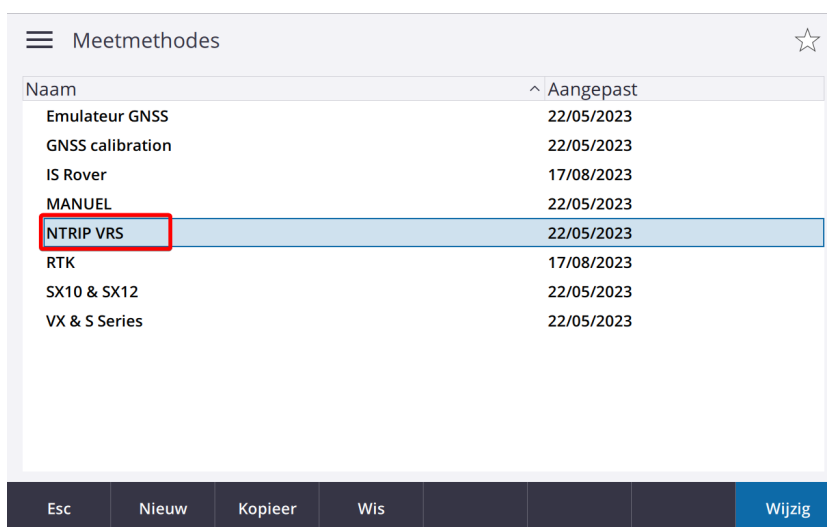 Meetmethodes
Naam Aangepast
Emulateur GNSS 22/05/2023
GNSS calibration 22/05/2023
IS Rover 17/08/2023
MANUEL 22/05/2023
NTRIP VRS 22/05/2023
RTK 17/08/2023
SX10 & SX12 22/05/2023
VX & S Series 22/05/2023
Esc Nieuw Kopieer Wis Wijzig